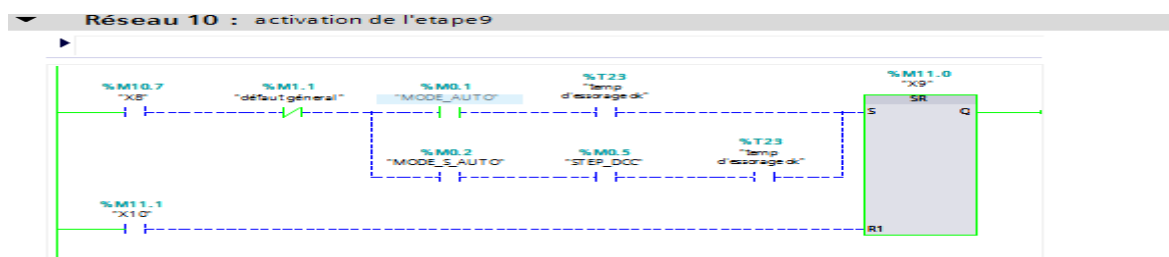 Réseau 10 : activation de l'etape9
%M10.7 %M1.1 %M0.1 %T23 %M11.0
"X8" "défaut géneral" "MODE_AUTO" "temp d'essorage ok" "X9"
SR
S Q
%M0.2 %M0.5 %T23
"MODE_S_AUTO" "STEP_DCC" "temp d'essorage ok"
%M11.1
"X10"
R1